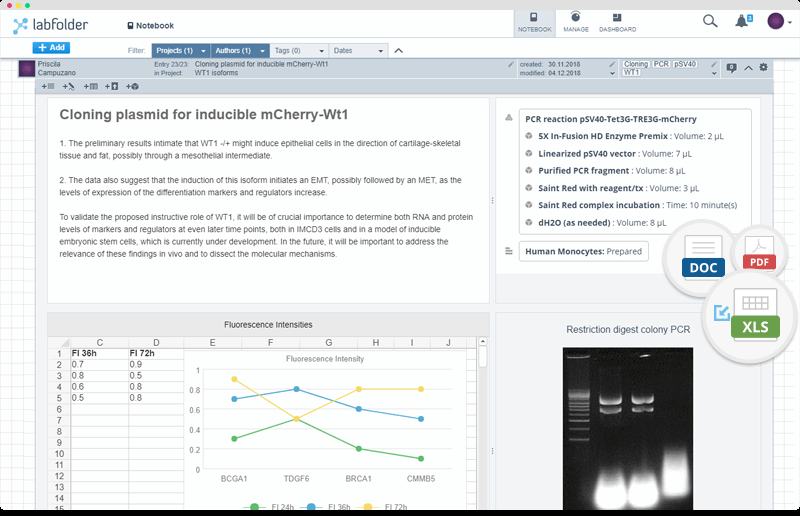 labfolder
Notebook
NOTEBOOK
MANAGE
DASHBOARD
3
+ Add
Filter:
Projects (1)
Authors (1)
Tags (0)
Dates
Priscila
Campuzano
Entry 23/23:
Cloning plasmid for inducible mCherry-Wt1
in Project:
WT1 isoforms
created: 30.11.2018
modified: 04.12.2018
Cloning PCR pSV40
WT1
Cloning plasmid for inducible mCherry-Wt1
1. The preliminary results intimate that WT1 -/+ might induce epithelial cells in the direction of cartilage-skeletal
tissue and fat, possibly through a mesothelial intermediate.
2. The data also suggest that the induction of this isoform initiates an EMT, possibly followed by an MET, as the
levels of expression of the differentiation markers and regulators increase.
To validate the proposed instructive role of WT1, it will be of crucial importance to determine both RNA and protein
levels of markers and regulators at even later time points, both in IMCD3 cells and in a model of inducible
embryonic stem cells, which is currently under development. In the future, it will be important to address the
relevance of these findings in vivo and to dissect the molecular mechanisms.
PCR reaction pSV40-Tet3G-TRE3G-mCherry
5X In-Fusion HD Enzyme Premix : Volume: 2 µL
Linearized pSV40 vector : Volume: 7 µL
Purified PCR fragment : Volume: 8 µL
Saint Red with reagent/tx : Volume: 3 µL
Saint Red complex incubation : Time: 10 minute(s)
dH2O (as needed) : Volume: 8 µL
Human Monocytes: Prepared
DOC
PDF
XLS
Fluorescence Intensities
C D E F G H I J
1 FI 36h FI 72h
2 0.7 0.9
3 0.8 0.5
4 0.6 0.8
5 0.5 0.8
6
7
8
9
10
11
12
13
14
15
Fluorescence Intensity
1
0.8
0.6
0.4
0.2
0
BCGA1 TDGF6 BRCA1 CMMB5
FI 24h FI 36h FI 72h
Restriction digest colony PCR